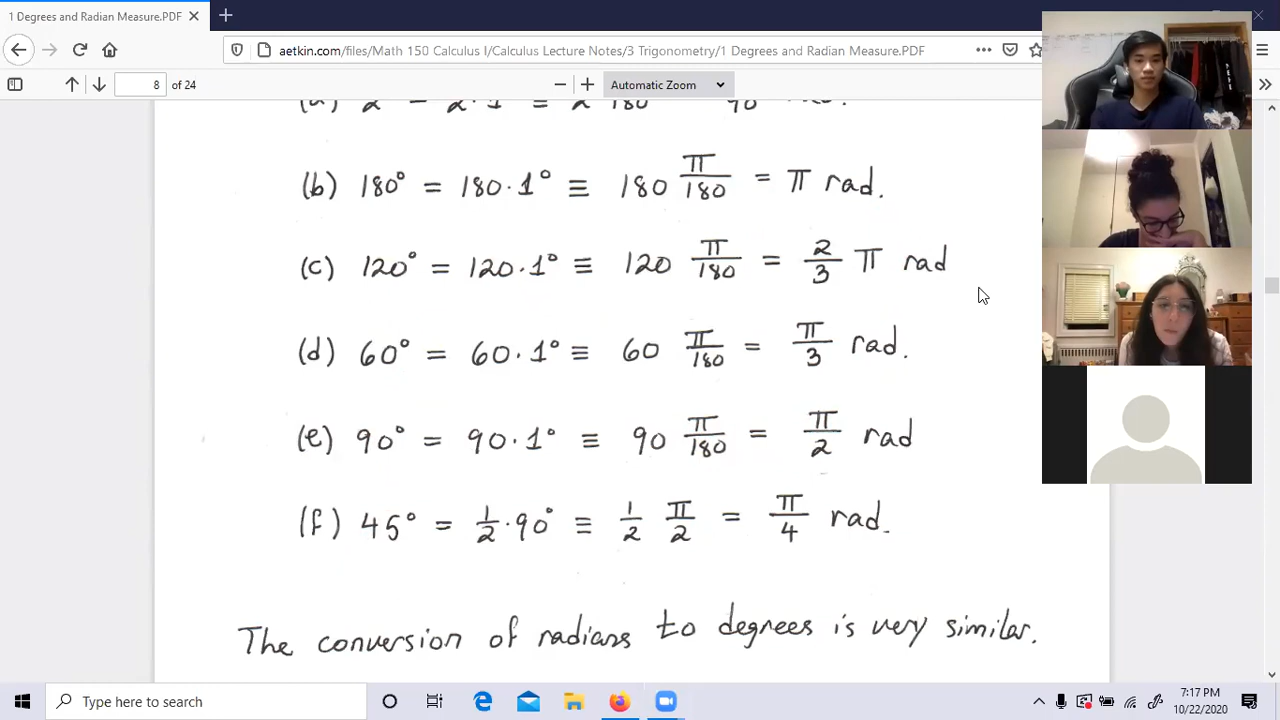 1 Degrees and Radian Measure.PDF
aetkin.com/files/Math 150 Calculus I/Calculus Lecture Notes/3 Trigonometry/1 Degrees and Radian Measure.PDF
8 of 24
Automatic Zoom
(b) 180° = 180·1° ≡ 180 π/180 = π rad.
(c) 120° = 120·1° ≡ 120 π/180 = 2/3 π rad
(d) 60° = 60·1° ≡ 60 π/180 = π/3 rad.
(e) 90° = 90·1° ≡ 90 π/180 = π/2 rad
(f) 45° = 1/2·90° ≡ 1/2 π/2 = π/4 rad.
The conversion of radians to degrees is very similar.
Type here to search
7:17 PM
10/22/2020